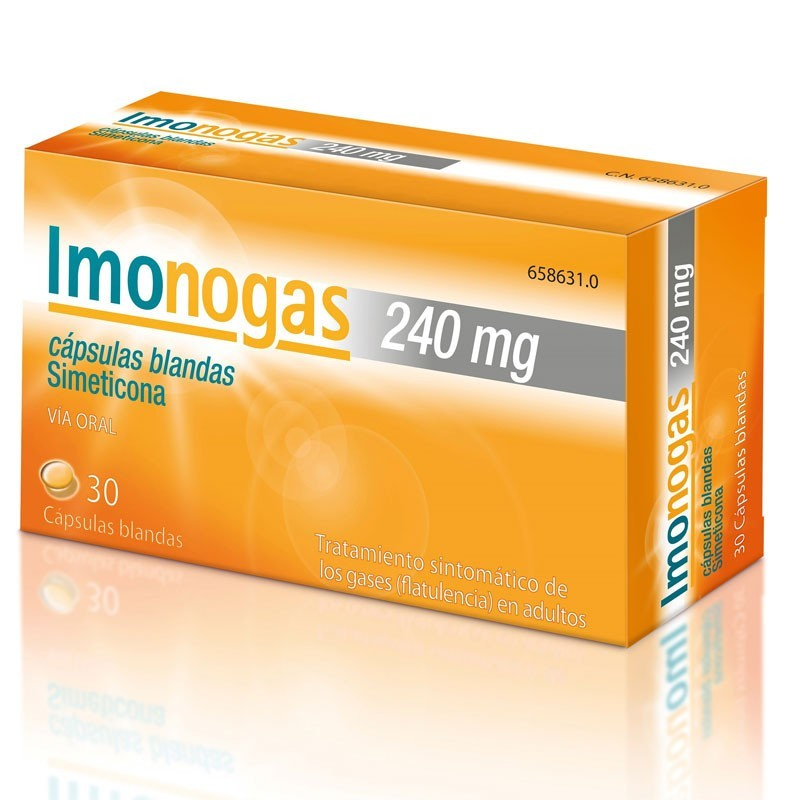 Imonogas 240 mg
cápsulas blandas
Simeticona
C.N. 658631.0
658631.0
Imonogas 240 mg
cápsulas blandas
Simeticona
VÍA ORAL
30
Cápsulas blandas
Tratamiento sintomático de
los gases (flatulencia) en adultos
Imonogas 240 mg
cápsulas blandas
Simeticona
30 Cápsulas blandas